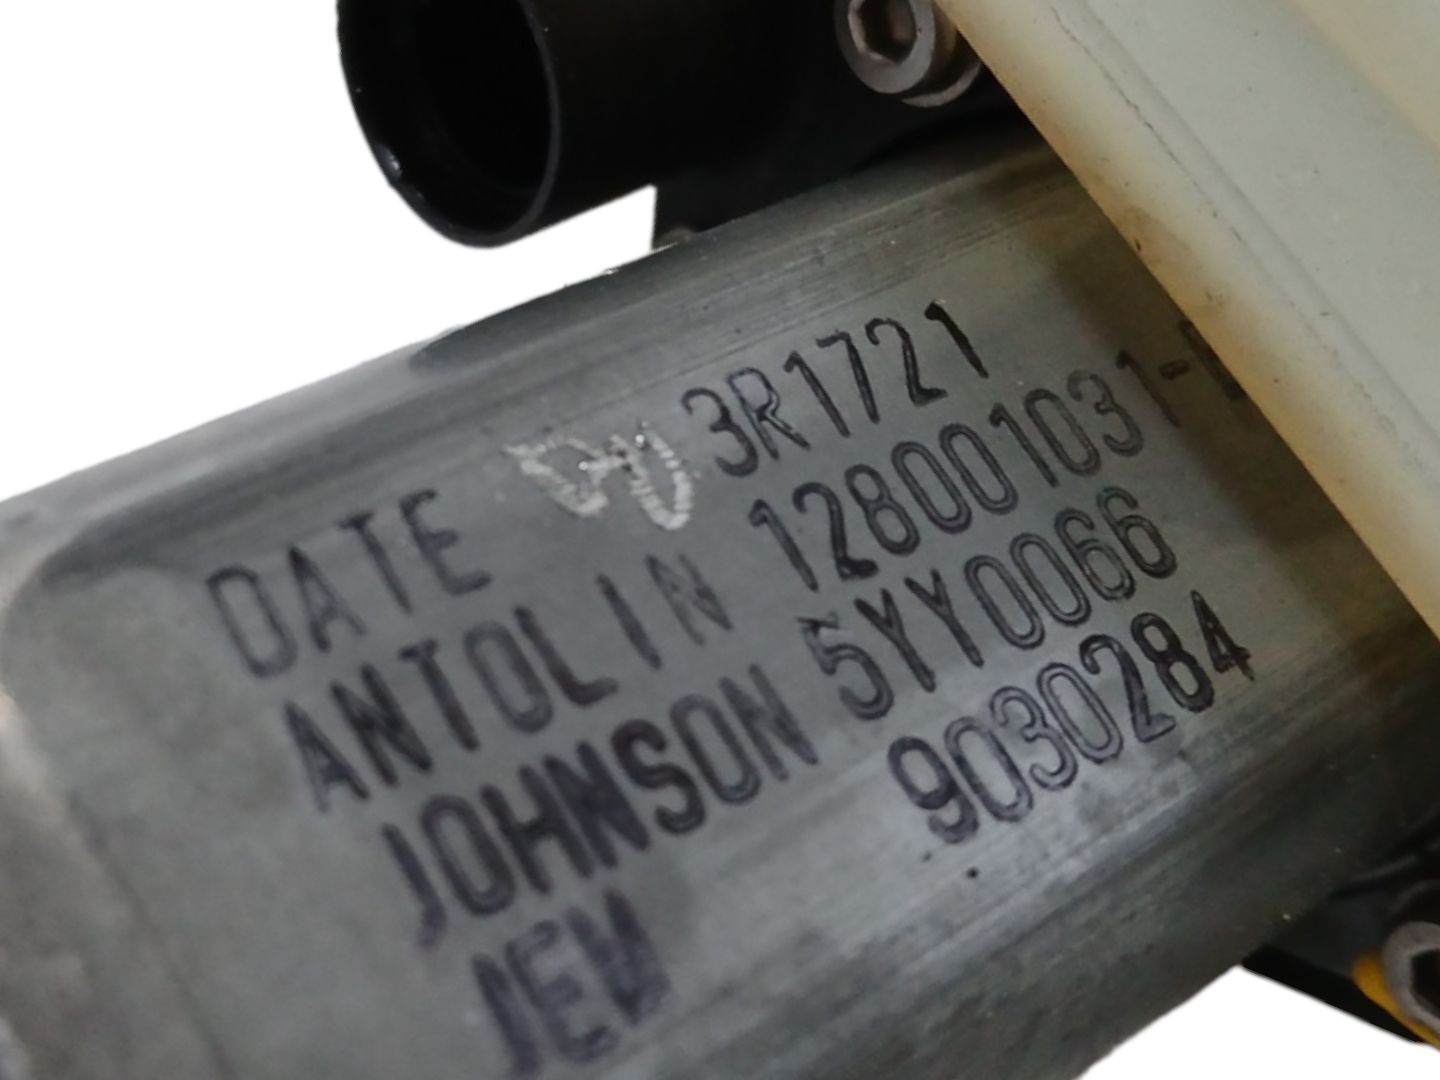 DATE 3R1721
ANTOLIN 128001031-
JOHNSON 5YY0066
JEM 9030284